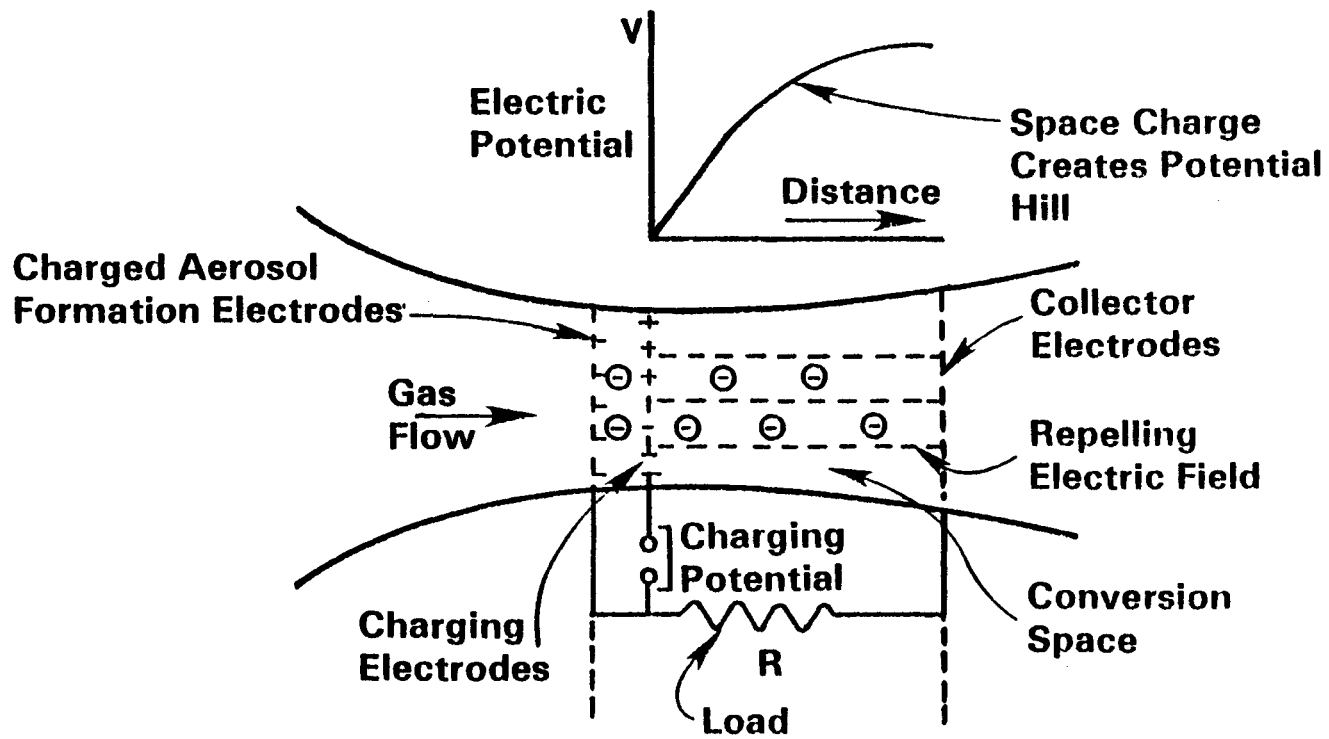 V
Electric
Potential
Space Charge
Creates Potential
Hill
Distance
Charged Aerosol
Formation Electrodes
Collector
Electrodes
Gas
Flow
Repelling
Electric Field
Charging
Potential
Conversion
Space
Charging
Electrodes
R
Load